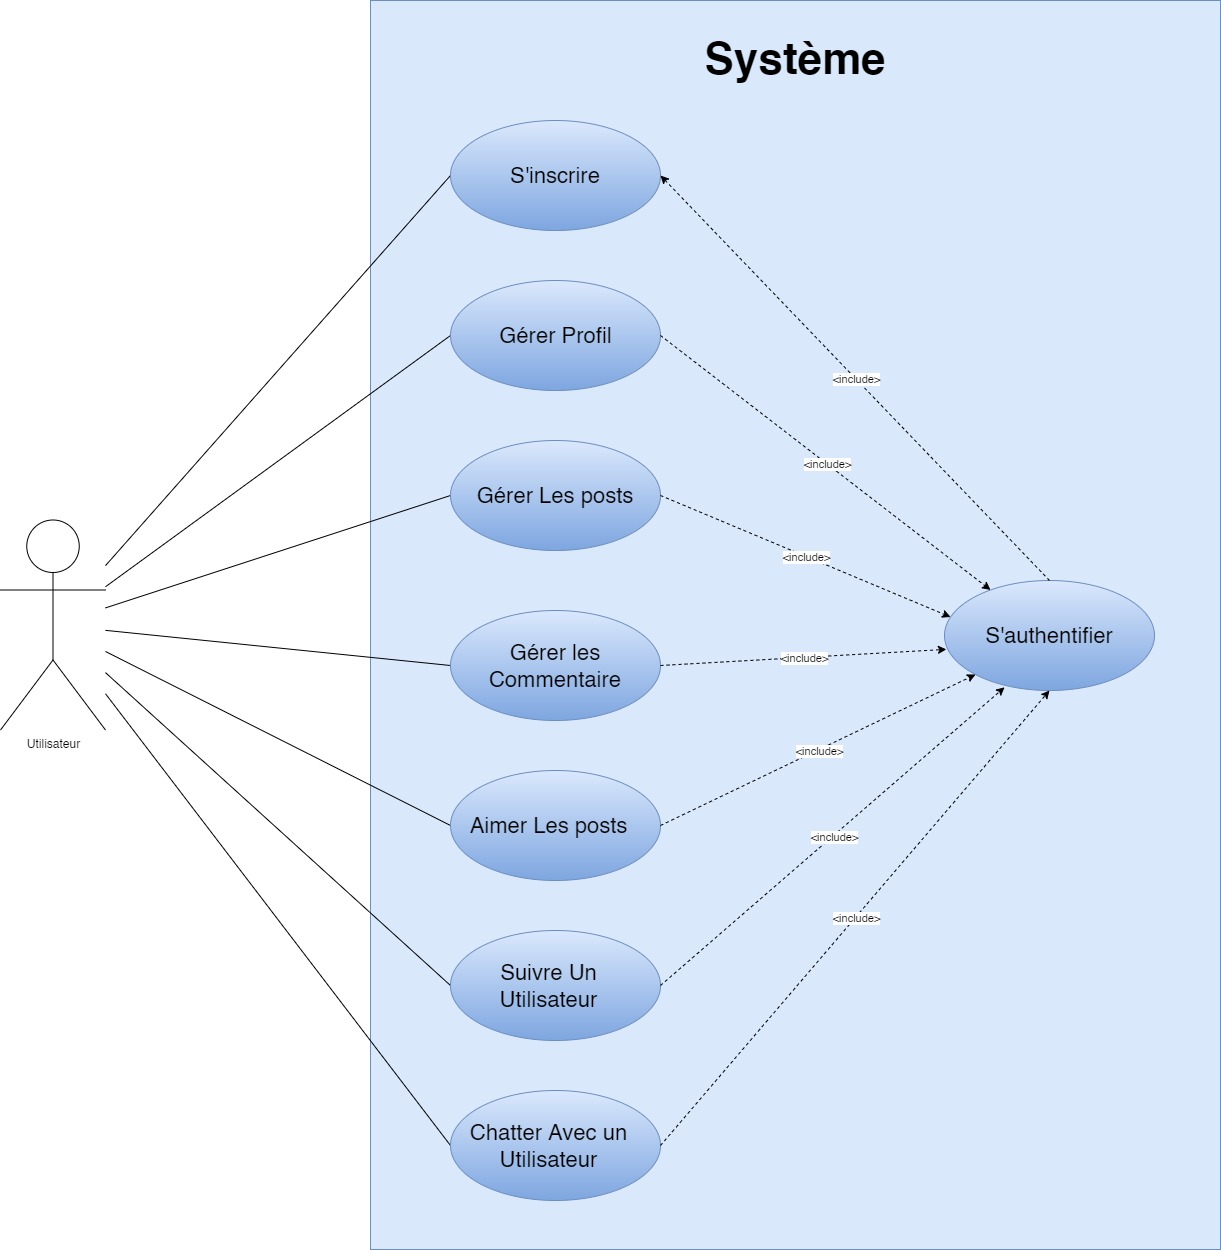 Système
S'inscrire
<include>
Gérer Profil
<include>
Gérer Les posts
<include>
S'authentifier
Gérer les
Commentaire
<include>
Utilisateur
<include>
Aimer Les posts
<include>
<include>
Suivre Un
Utilisateur
Chatter Avec un
Utilisateur